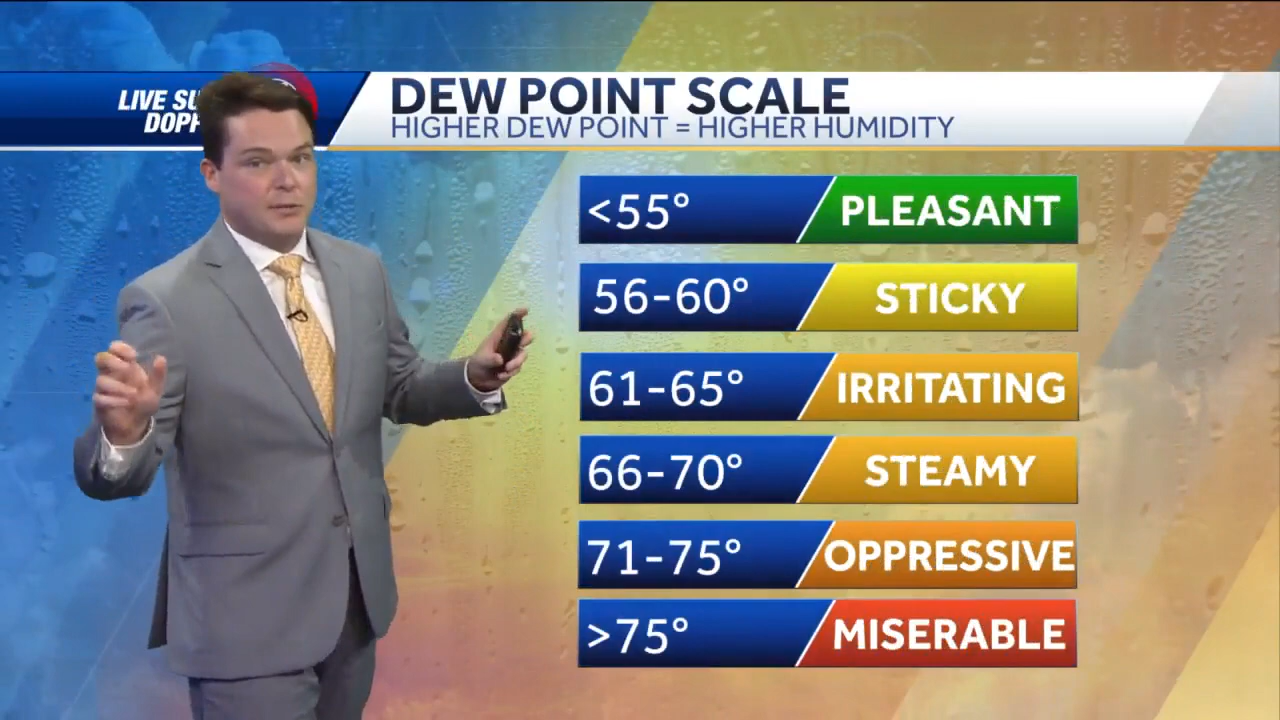 LIVE
DEW POINT SCALE
HIGHER DEW POINT = HIGHER HUMIDITY
<55° PLEASANT
56-60° STICKY
61-65° IRRITATING
66-70° STEAMY
71-75° OPPRESSIVE
>75° MISERABLE